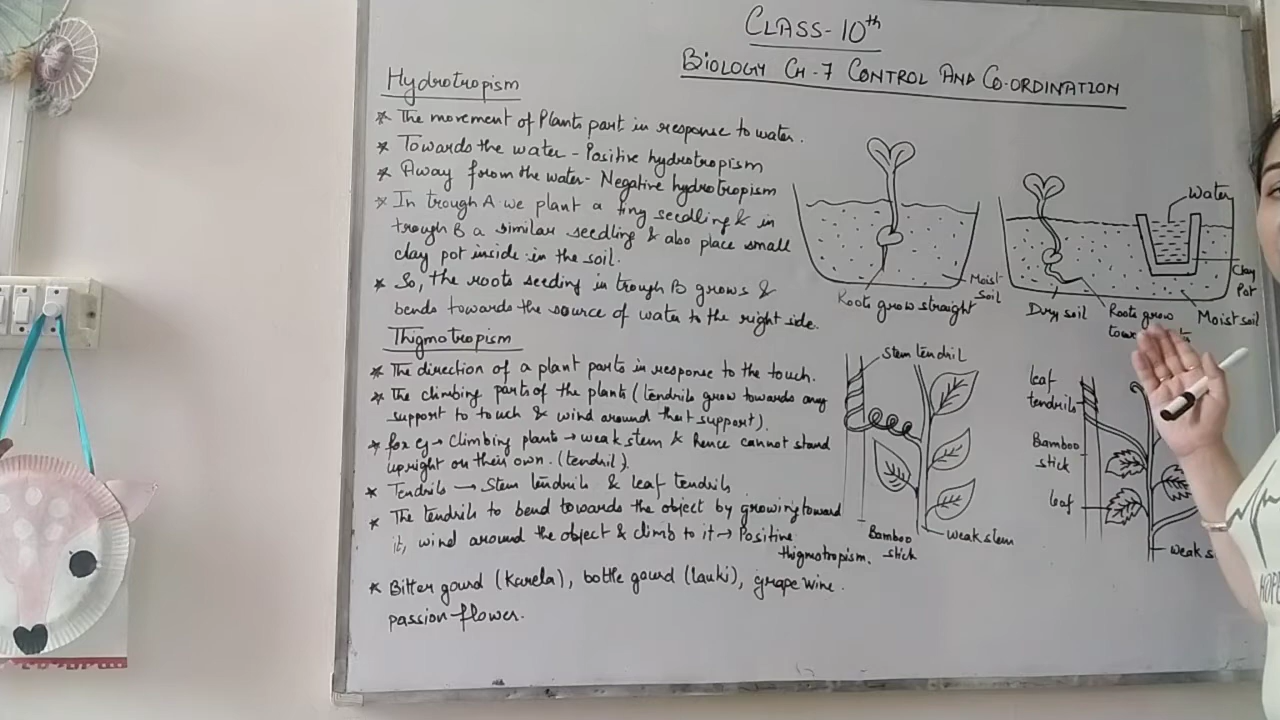 CLASS-10th
BIOLOGY CH-7 CONTROL AND CO-ORDINATION
Hydrotropism
* The movement of Plants part in response to water.
* Towards the water - Positive hydrotropism
* Away from the water - Negative hydrotropism
* In trough A we plant a tiny seedling & in
trough B a similar seedling & also place small
clay pot inside in the soil.
* So, the roots seeding in trough B grows &
bends towards the source of water to the right side.
Thigmotropism
* The direction of a plant parts in response to the touch.
* The climbing parts of the plants (tendrils grow towards any
support to touch & wind around that support).
* for eg → climbing plants → weak stem & hence cannot stand
upright on their own. (tendril).
* Tendrils → Stem tendrils & leaf tendrils.
* The tendrils to bend towards the object by growing toward
it, wind around the object & climb to it → Positive
thigmotropism.
* Bitter gourd (Karela), bottle gourd (lauki), grape wine.
passion flower.
Moist
Soil
Roots grow straight
Water
Clay
Pot
Dry soil
Roots grow
Moist soil
Stem tendril
Bamboo
stick
weak stem
leaf
tendrils
Bamboo
stick
leaf
weak s
HOPE